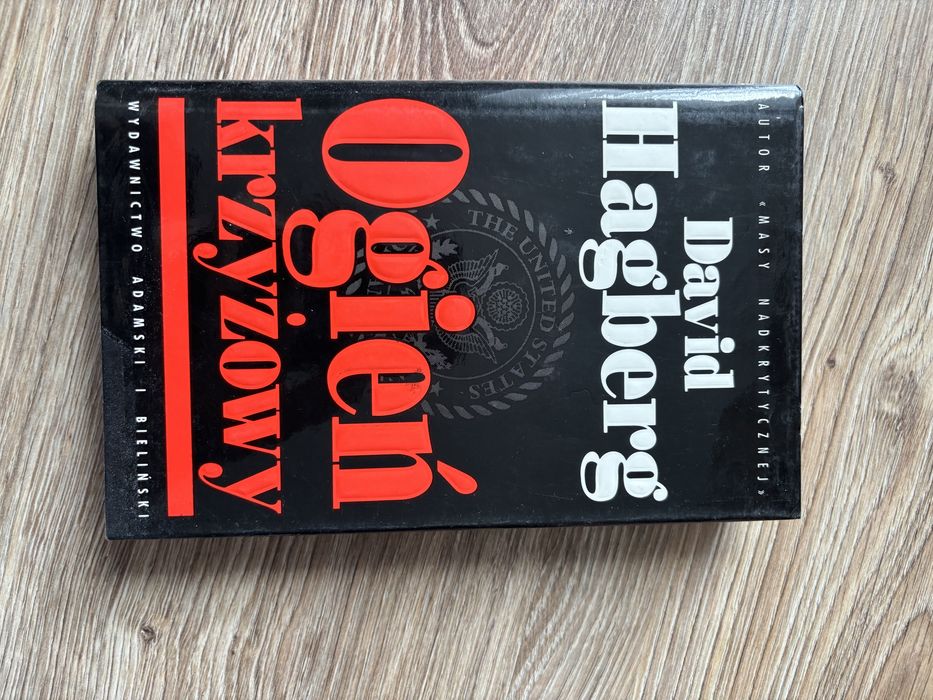 AUTOR «MASY NADKRYTYCZNEJ»
David
Hagberg
THE UNITED STATES
Ogień
krzyżowy
WYDAWNICTWO ADAMSKI I BIELIŃSKI